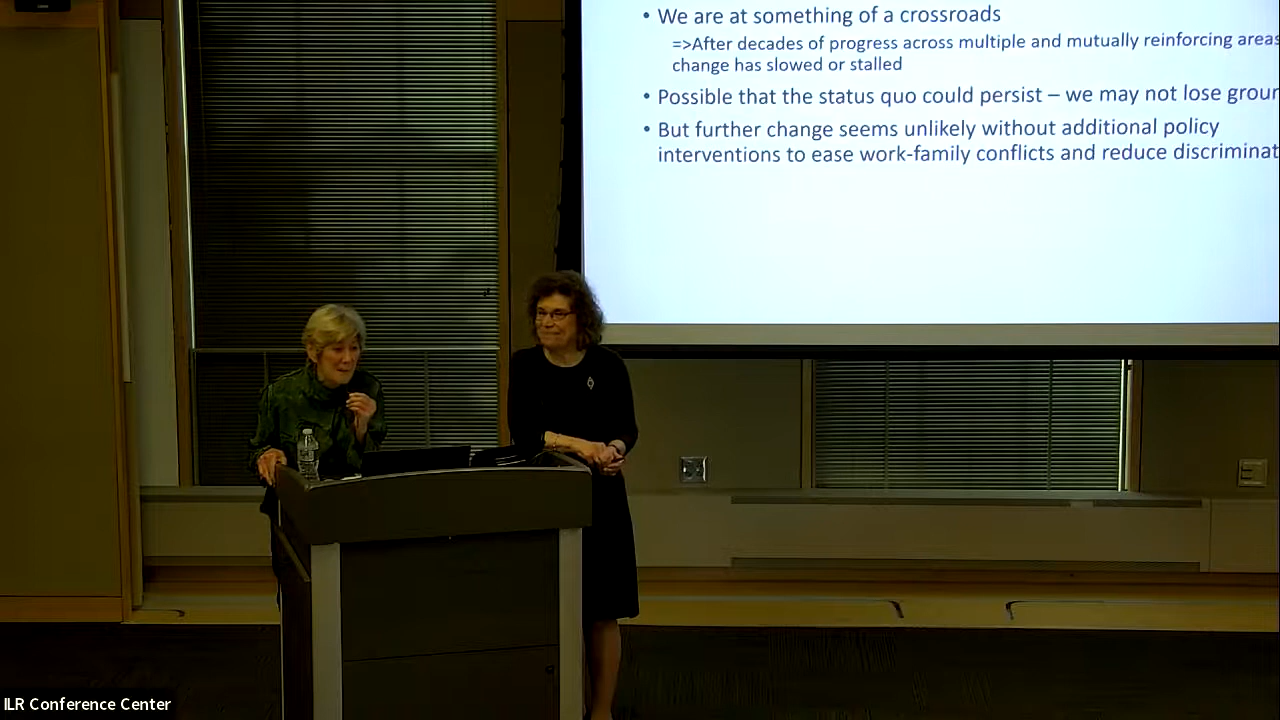 • We are at something of a crossroads
=>After decades of progress across multiple and mutually reinforcing areas
change has slowed or stalled
• Possible that the status quo could persist – we may not lose
• But further change seems unlikely without additional policy
interventions to ease work-family conflicts and reduce
ILR Conference Center